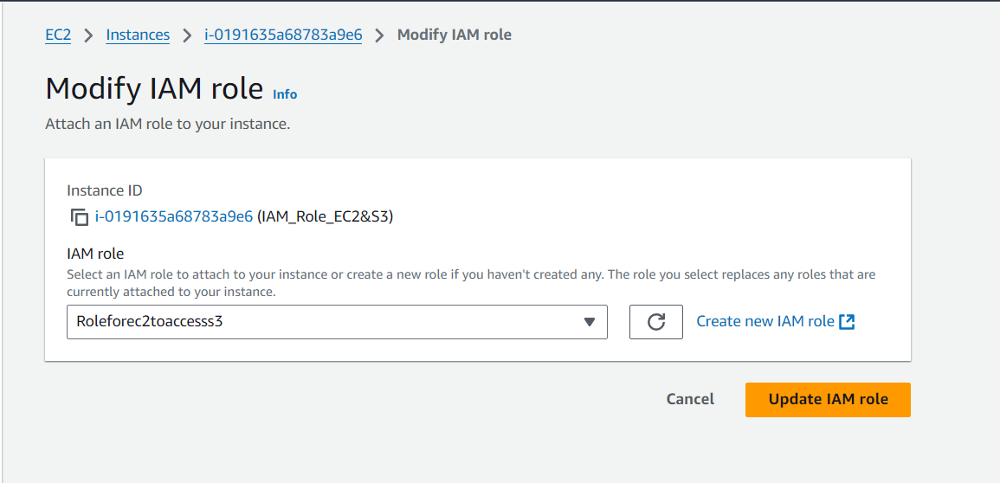 EC2 > Instances > i-0191635a68783a9e6 > Modify IAM role
Modify IAM role Info
Attach an IAM role to your instance.
Instance ID
i-0191635a68783a9e6 (IAM_Role_EC2&S3)
IAM role
Select an IAM role to attach to your instance or create a new role if you haven't created any. The role you select replaces any roles that are
currently attached to your instance.
Roleforec2toaccesss3 Create new IAM role
Cancel Update IAM role